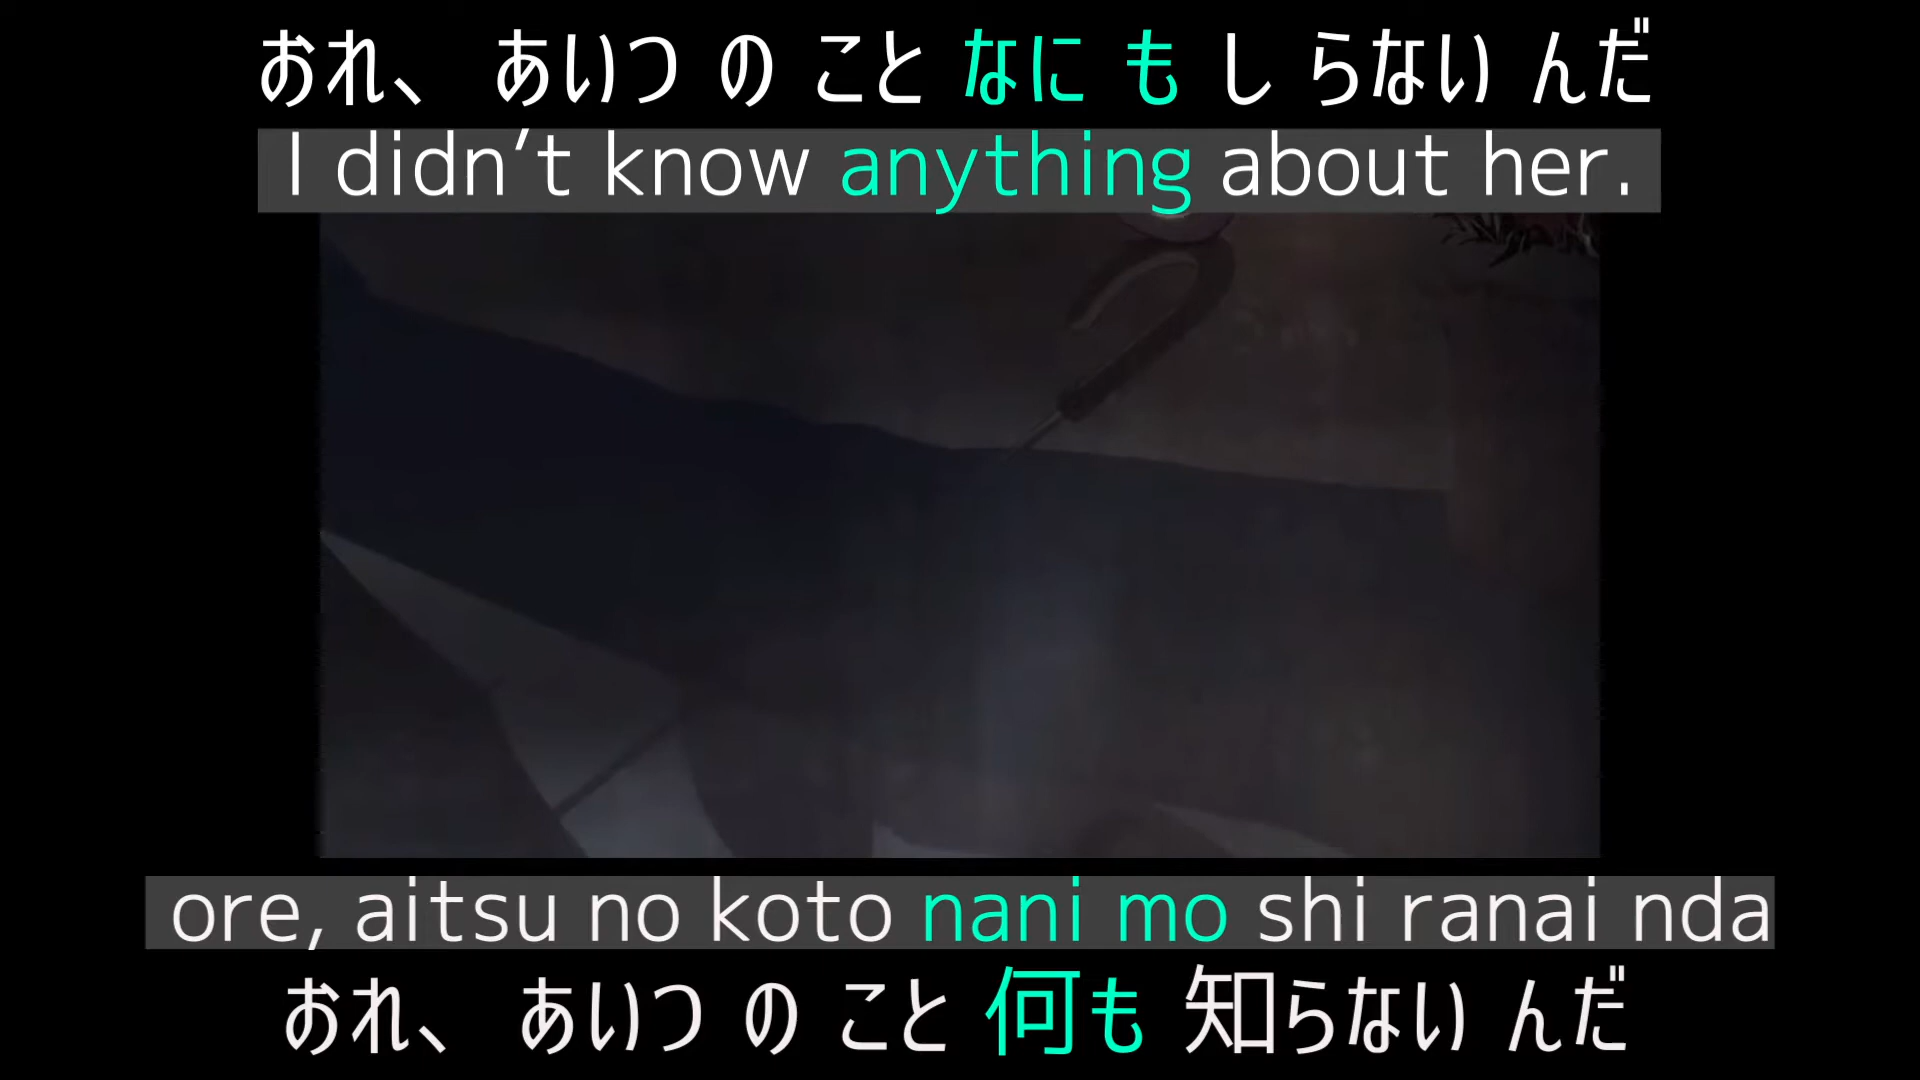 おれ、 あいつ の こと なに も し らない んだ
I didn't know anything about her.
ore, aitsu no koto nani mo shi ranai nda
おれ、 あいつ の こと 何も 知らない んだ